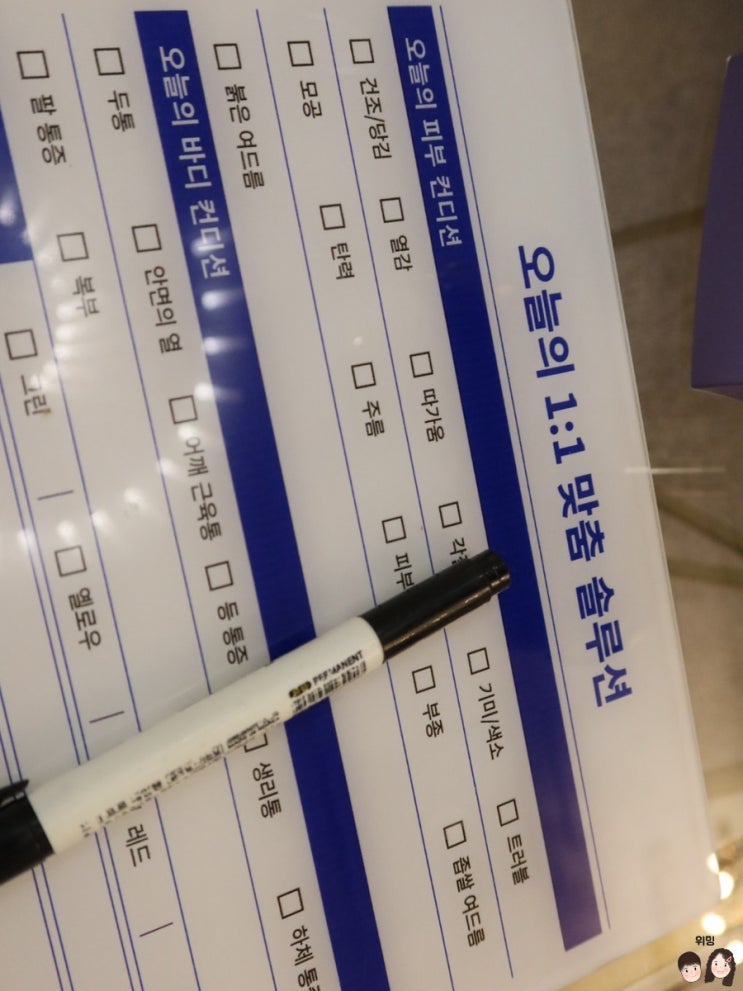 오늘의 1:1 맞춤 솔루션
오늘의 피부 컨디션
건조/당김 열감 따가움 기미/색소 트러블
모공 탄력 주름 부종 좁쌀 여드름
붉은 여드름
오늘의 바디 컨디션
두통 안면의 열 어깨 근육통 등 통증 생리통 하체
팔 통증 복부
그린 | 옐로우 | 레드 |
PERMANENT
위밍